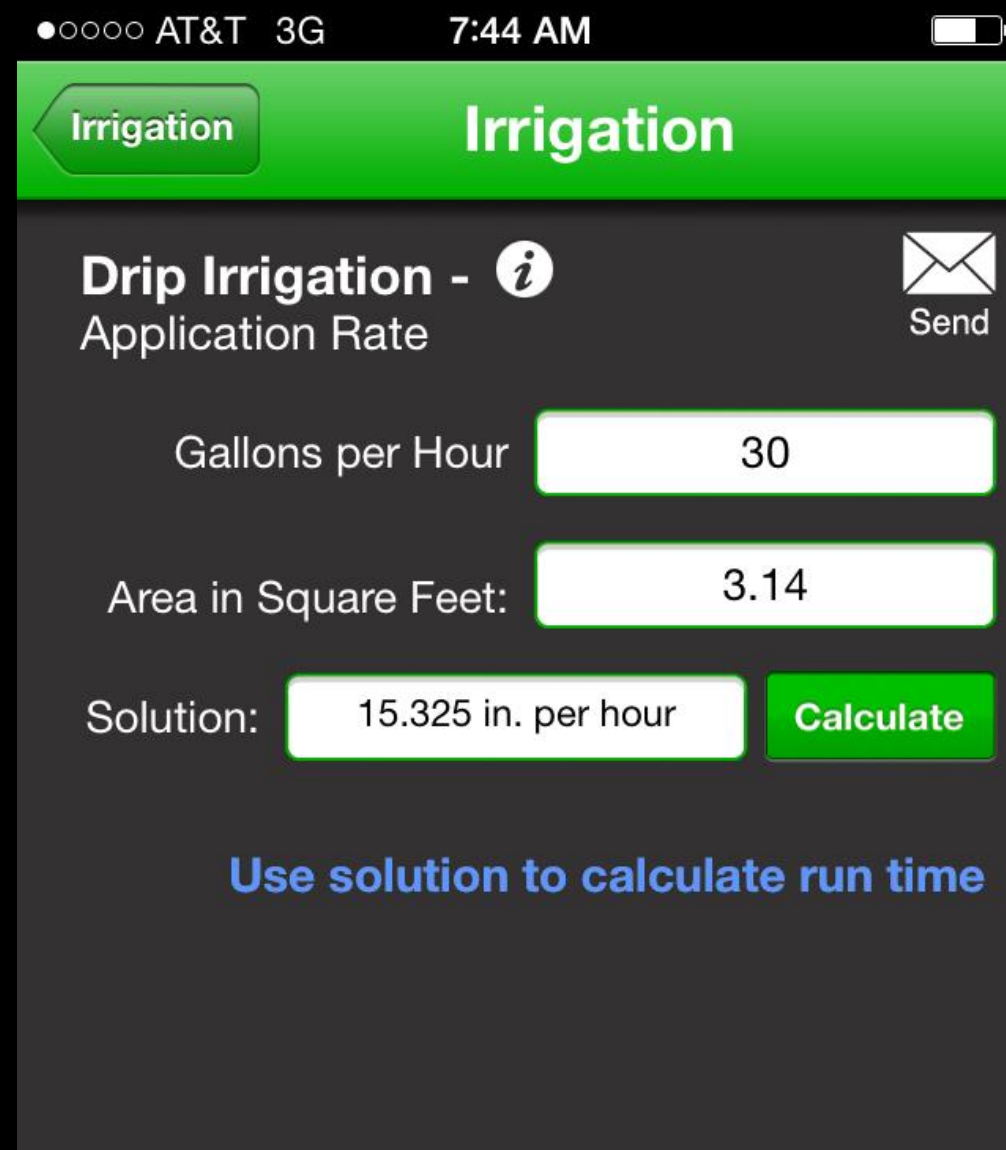 AT&T 3G 7:44 AM
Irrigation Irrigation
Drip Irrigation - i
Application Rate
Send
Gallons per Hour 30
Area in Square Feet: 3.14
Solution: 15.325 in. per hour Calculate
Use solution to calculate run time